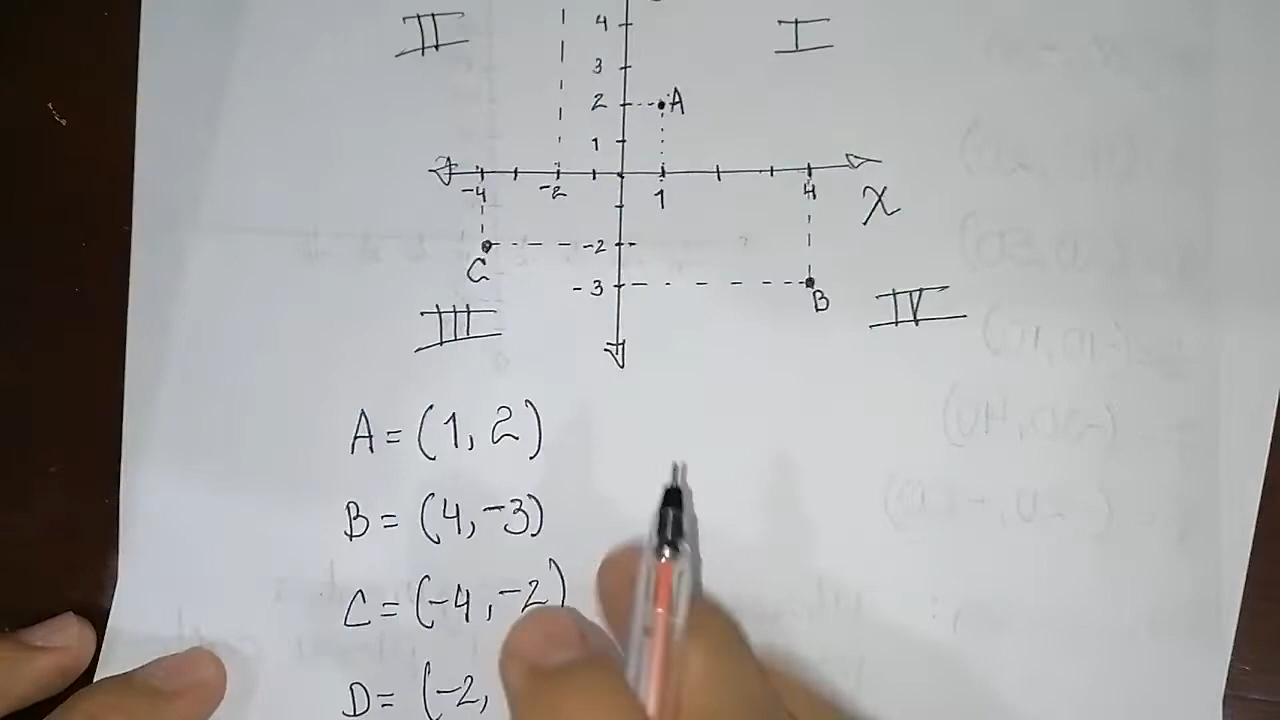 II I
4
3
2 A
1
-4 -2 1 4 X
-2
C
-3 B
III IV
A = (1, 2)
B = (4, -3)
C = (-4, -2)
D = (-2,